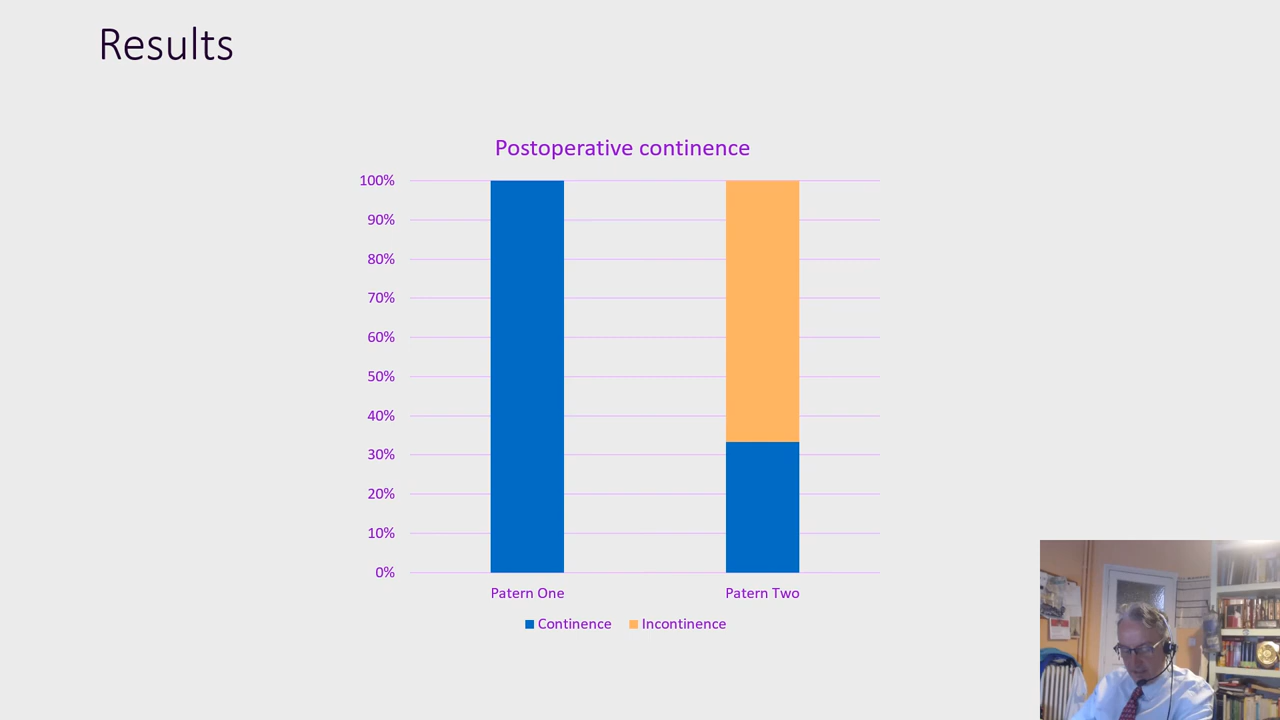 Results
Postoperative continence
100%
90%
80%
70%
60%
50%
40%
30%
20%
10%
0%
Patern One
Patern Two
Continence
Incontinence